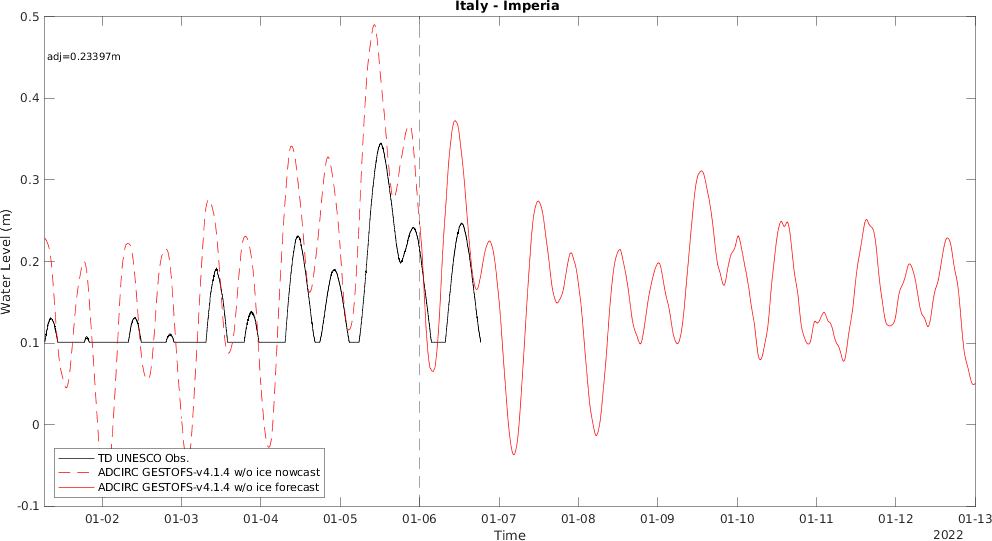 Italy - Imperia
0.5
adj=0.23397m
0.4
0.3
0.2
0.1
0
-0.1
Water Level (m)
TD UNESCO Obs.
ADCIRC GESTOFS-v4.1.4 w/o ice nowcast
ADCIRC GESTOFS-v4.1.4 w/o ice forecast
01-02 01-03 01-04 01-05 01-06 01-07 01-08 01-09 01-10 01-11 01-12 01-13
Time
2022